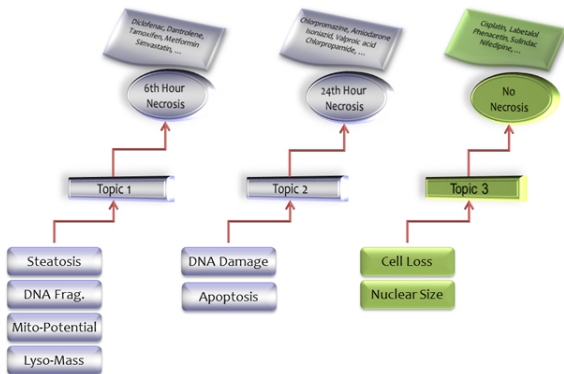 Diclofenac, Dantrolene,
Tamoxifen, Metformin
Simvastatin, ...
Chlorpromazine, Amiodarone
Isoniazid, Valproic acid
Chlorpropamide, ...
Cisplatin, Labetalol
Phenacetin, Sulindac
Nifedipine, ...
6th Hour
Necrosis
24th Hour
Necrosis
No
Necrosis
Topic 1
Topic 2
Topic 3
Steatosis
DNA Frag.
Mito-Potential
Lyso-Mass
DNA Damage
Apoptosis
Cell Loss
Nuclear Size